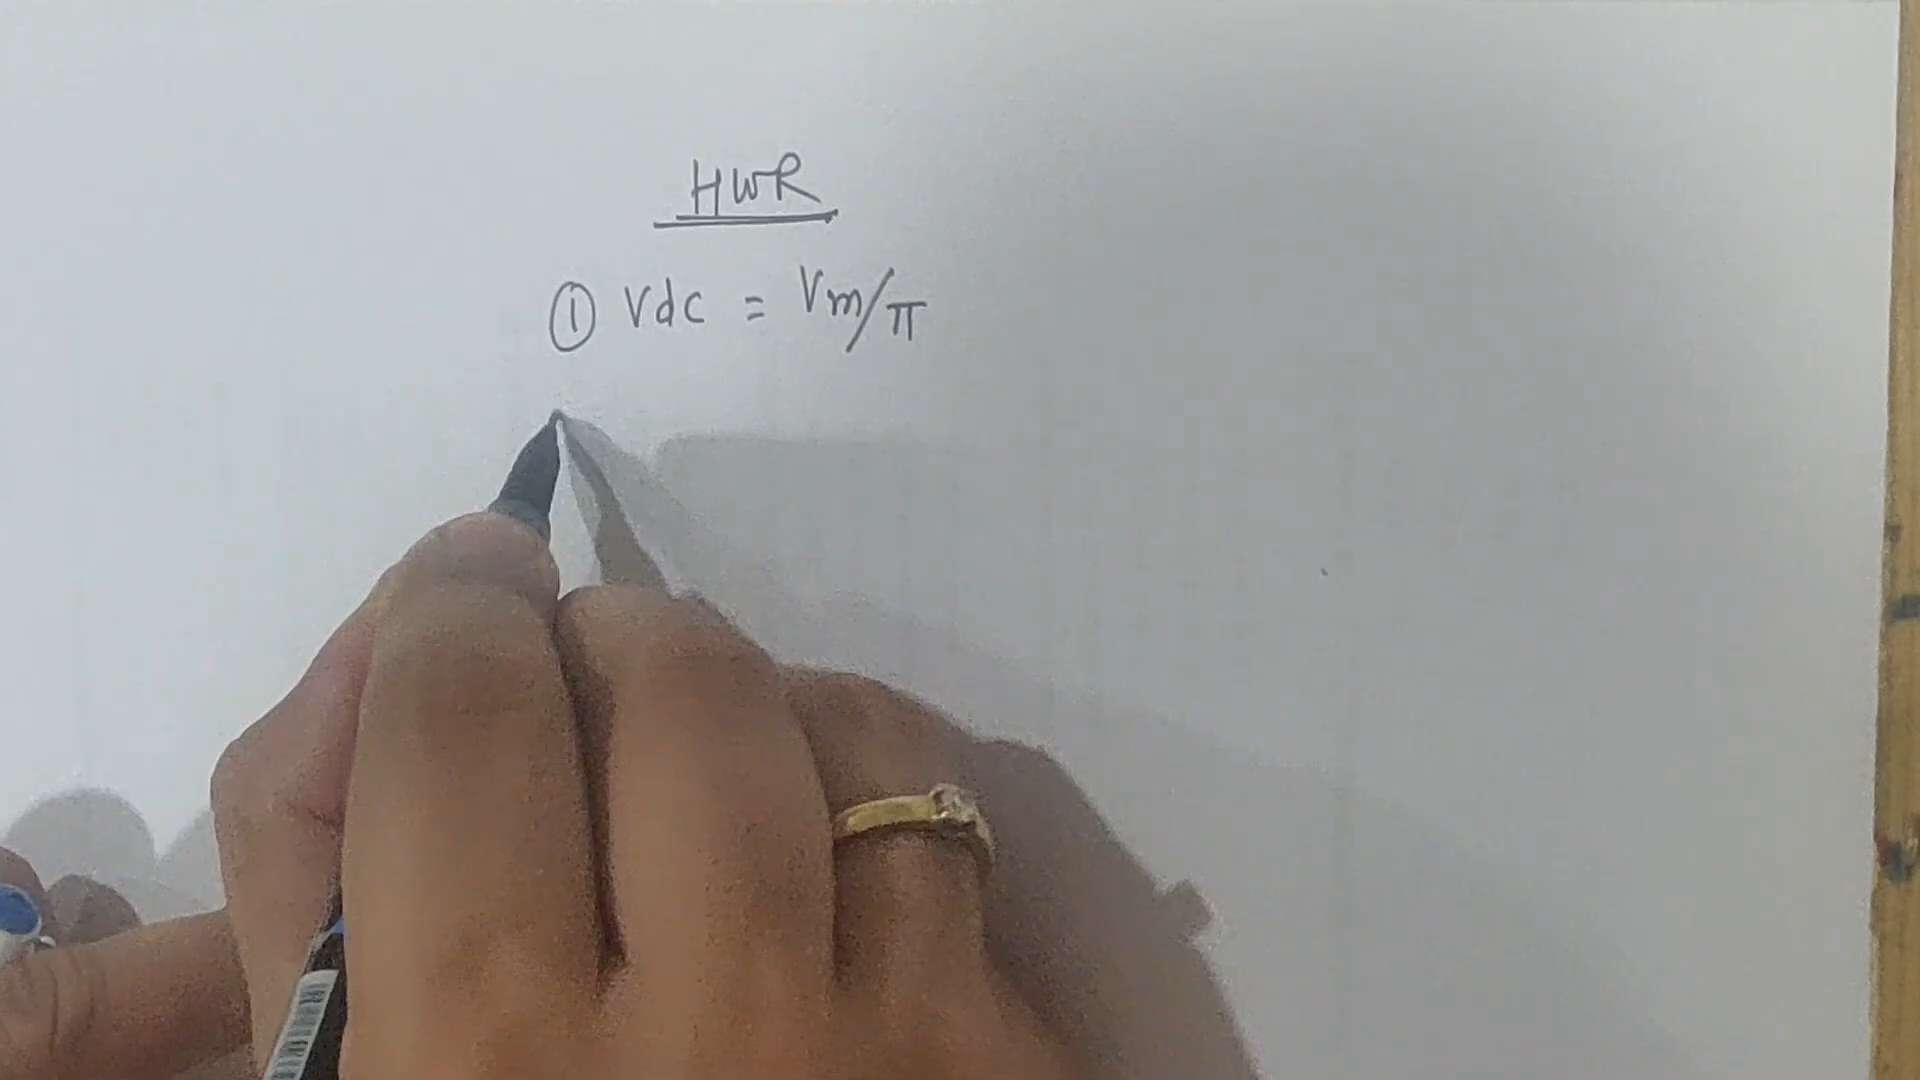 HWR
① Vdc = Vm/π